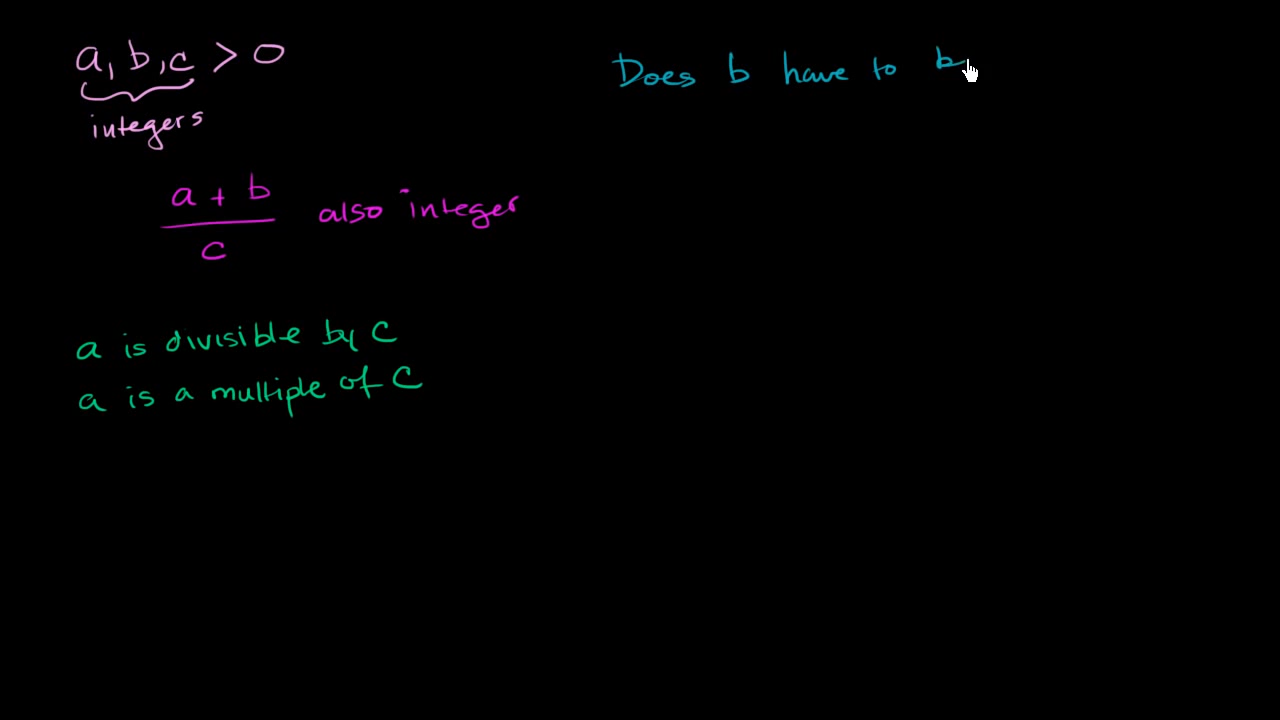 a, b, c > 0
integers
a + b
c
also integer
a is divisible by c
a is a multiple of c
Does b have to b